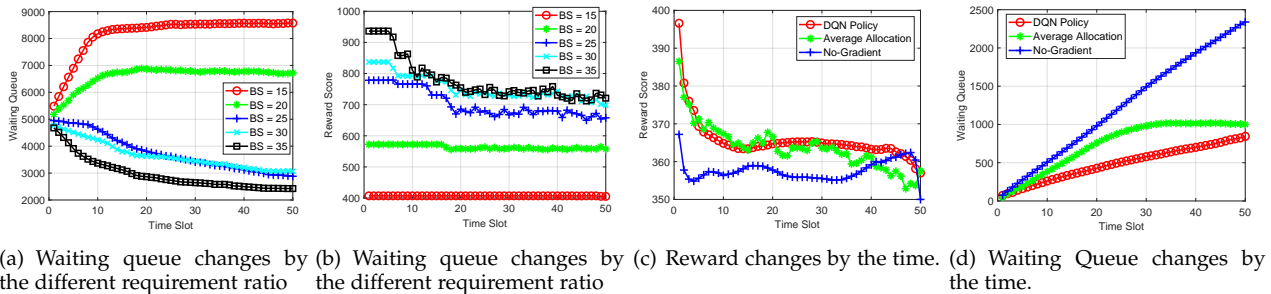 9000
8000
7000
6000
5000
4000
3000
2000
0
10
20
30
40
50
Waiting Queue
Time Slot
BS = 15
BS = 20
BS = 25
BS = 30
BS = 35
1000
900
800
700
600
500
400
0
10
20
30
40
50
Reward Score
Time Slot
BS = 15
BS = 20
BS = 25
BS = 30
BS = 35
400
390
380
370
360
350
0
10
20
30
40
50
Reward Score
Time Slot
DQN Policy
Average Allocation
No-Gradient
2500
2000
1500
1000
500
0
0
10
20
30
40
50
Waiting Queue
Time Slot
DQN Policy
Average Allocation
No-Gradient
(a) Waiting queue changes by
the different requirement ratio
(b) Waiting queue changes by
the different requirement ratio
(c) Reward changes by the time.
(d) Waiting Queue changes by
the time.